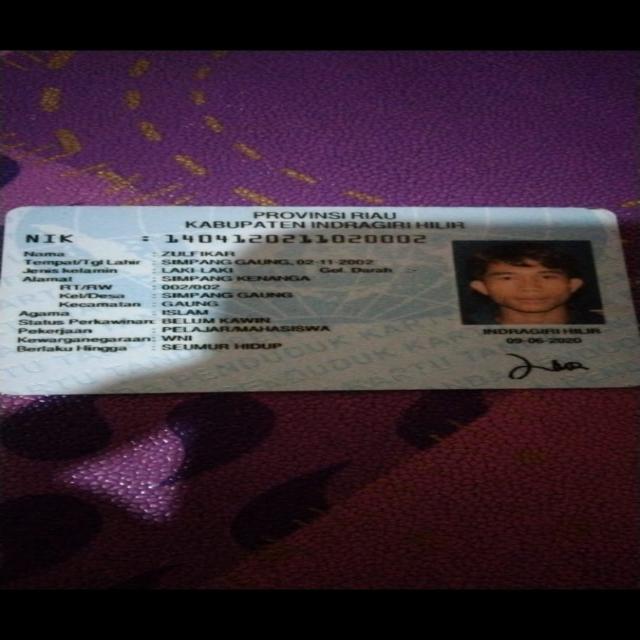 PROVINSI RIAU
KABUPATEN INDRAGIRI HILIR
NIK : 1404120211020002
Nama : ZULFIKAR
Tempat/Tgl Lahir : SIMPANG GAUNG, 02-11-2002
Jenis kelamin : LAKI-LAKI Gol. Darah : -
Alamat : SIMPANG KENANGA
RT/RW : 002/002
Kel/Desa : SIMPANG GAUNG
Kecamatan : GAUNG
Agama : ISLAM
Status Perkawinan: BELUM KAWIN
Pekerjaan : PELAJAR/MAHASISWA
Kewarganegaraan: WNI
Berlaku Hingga : SEUMUR HIDUP
INDRAGIRI HILIR
09-06-2020